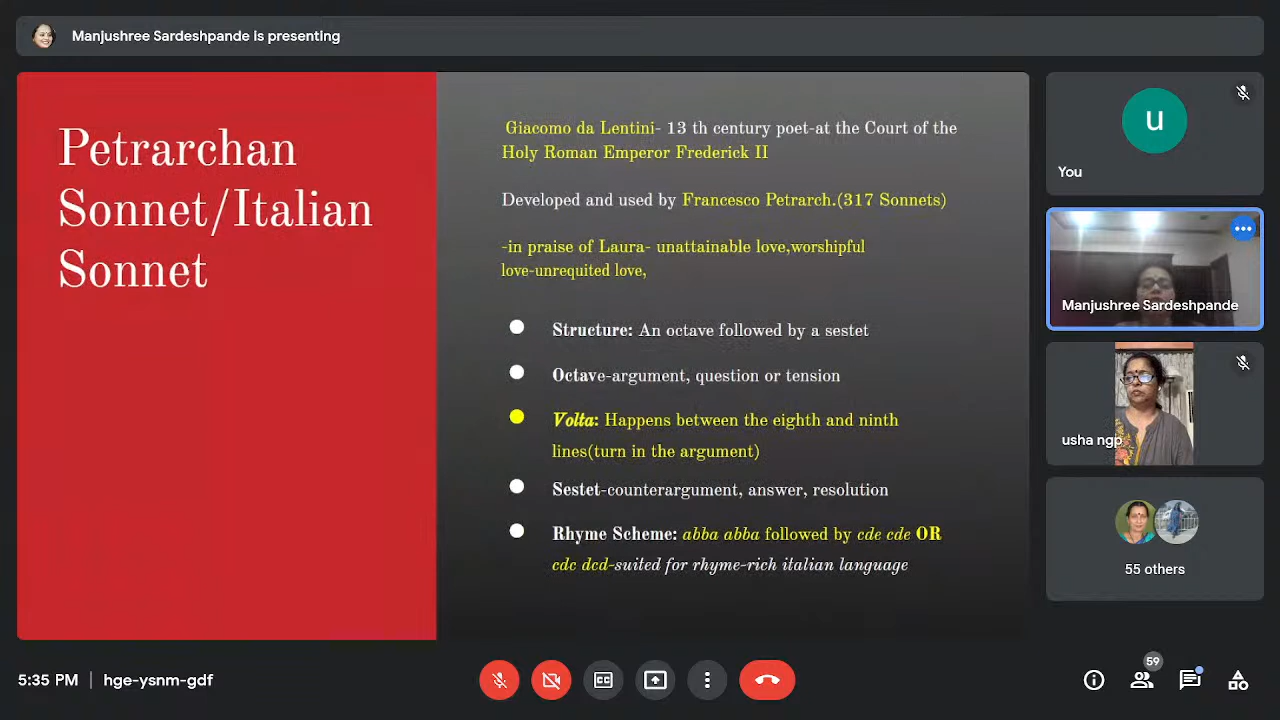 Manjushree Sardeshpande is presenting
Petrarchan
Sonnet/Italian
Sonnet
Giacomo da Lentini- 13 th century poet-at the Court of the
Holy Roman Emperor Frederick II
Developed and used by Francesco Petrarch.(317 Sonnets)
-in praise of Laura- unattainable love,worshipful
love-unrequited love,
Structure: An octave followed by a sestet
Octave-argument, question or tension
Volta: Happens between the eighth and ninth
lines(turn in the argument)
Sestet-counterargument, answer, resolution
Rhyme Scheme: abba abba followed by cde cde OR
cdc dcd-suited for rhyme-rich italian language
u
You
Manjushree Sardeshpande
usha ngp
55 others
5:35 PM | hge-ysnm-gdf
59